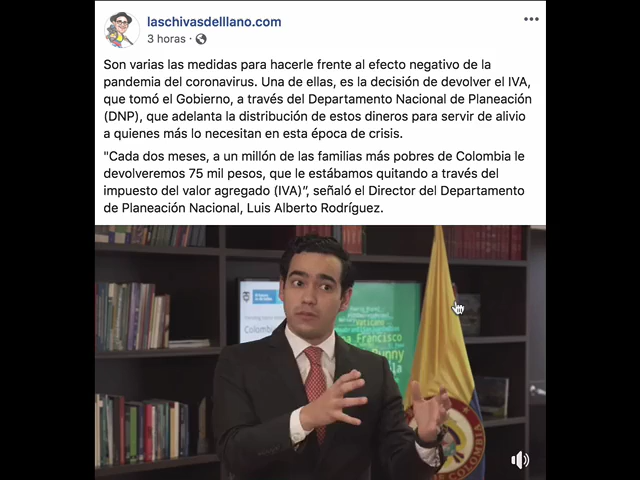 laschivasdelllano.com
3 horas ·
Son varias las medidas para hacerle frente al efecto negativo de la
pandemia del coronavirus. Una de ellas, es la decisión de devolver el IVA,
que tomó el Gobierno, a través del Departamento Nacional de Planeación
(DNP), que adelanta la distribución de estos dineros para servir de alivio
a quienes más lo necesitan en esta época de crisis.
"Cada dos meses, a un millón de las familias más pobres de Colombia le
devolveremos 75 mil pesos, que le estábamos quitando a través del
impuesto del valor agregado (IVA)”, señaló el Director del Departamento
de Planeación Nacional, Luis Alberto Rodríguez.
Colombia
Vaticano
Francisco
COLOMBIA